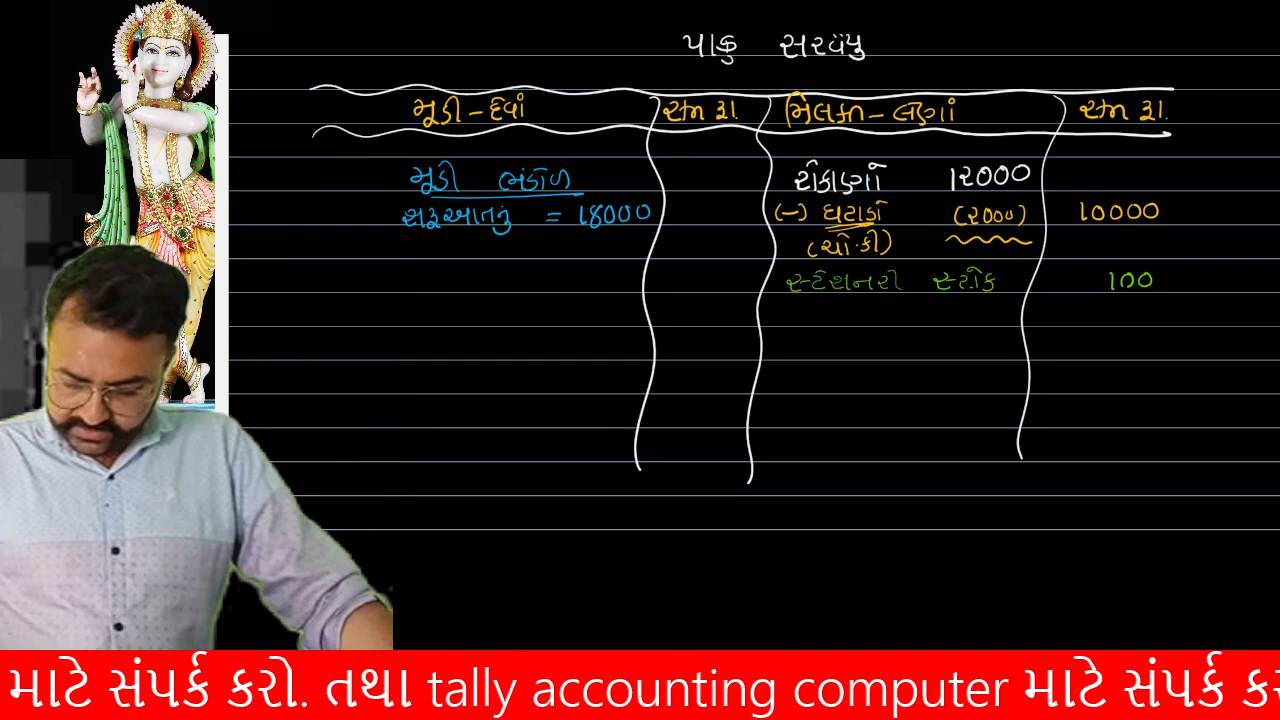 પાકુ સરવૈયુ
મૂડી - દેવાં રકમ રૂા. મિલકત - લેણાં રકમ રૂા.
મૂડી ભંડોળ રોકાણો 12000
શરૂઆતનું = 18000 (-) ઘટાડો (2000) 10000
(ચો.કી)
સ્ટેશનરી સ્ટોક 100
માટે સંપર્ક કરો. તથા tally accounting computer માટે સંપર્ક